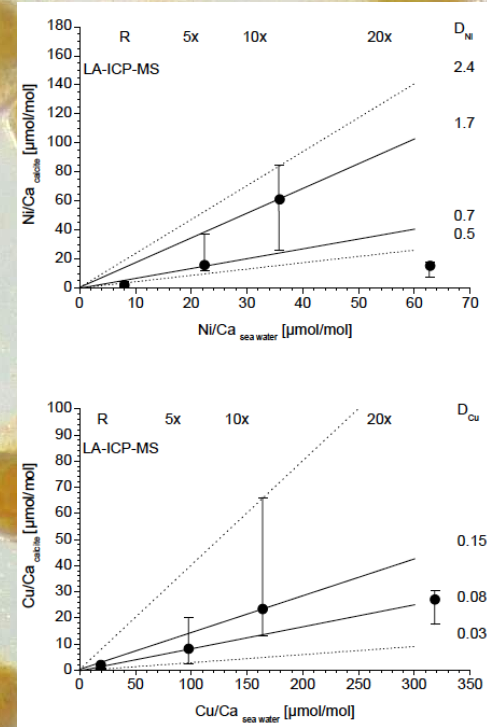 180
160
140
120
100
80
60
40
20
0
Ni/Ca calcite [µmol/mol]
R 5x 10x 20x
LA-ICP-MS
D Ni
2.4
1.7
0.7
0.5
0 10 20 30 40 50 60 70
Ni/Ca sea water [µmol/mol]
100
90
80
70
60
50
40
30
20
10
0
Cu/Ca calcite [µmol/mol]
R 5x 10x 20x
LA-ICP-MS
D Cu
0.15
0.08
0.03
0 50 100 150 200 250 300 350
Cu/Ca sea water [µmol/mol]